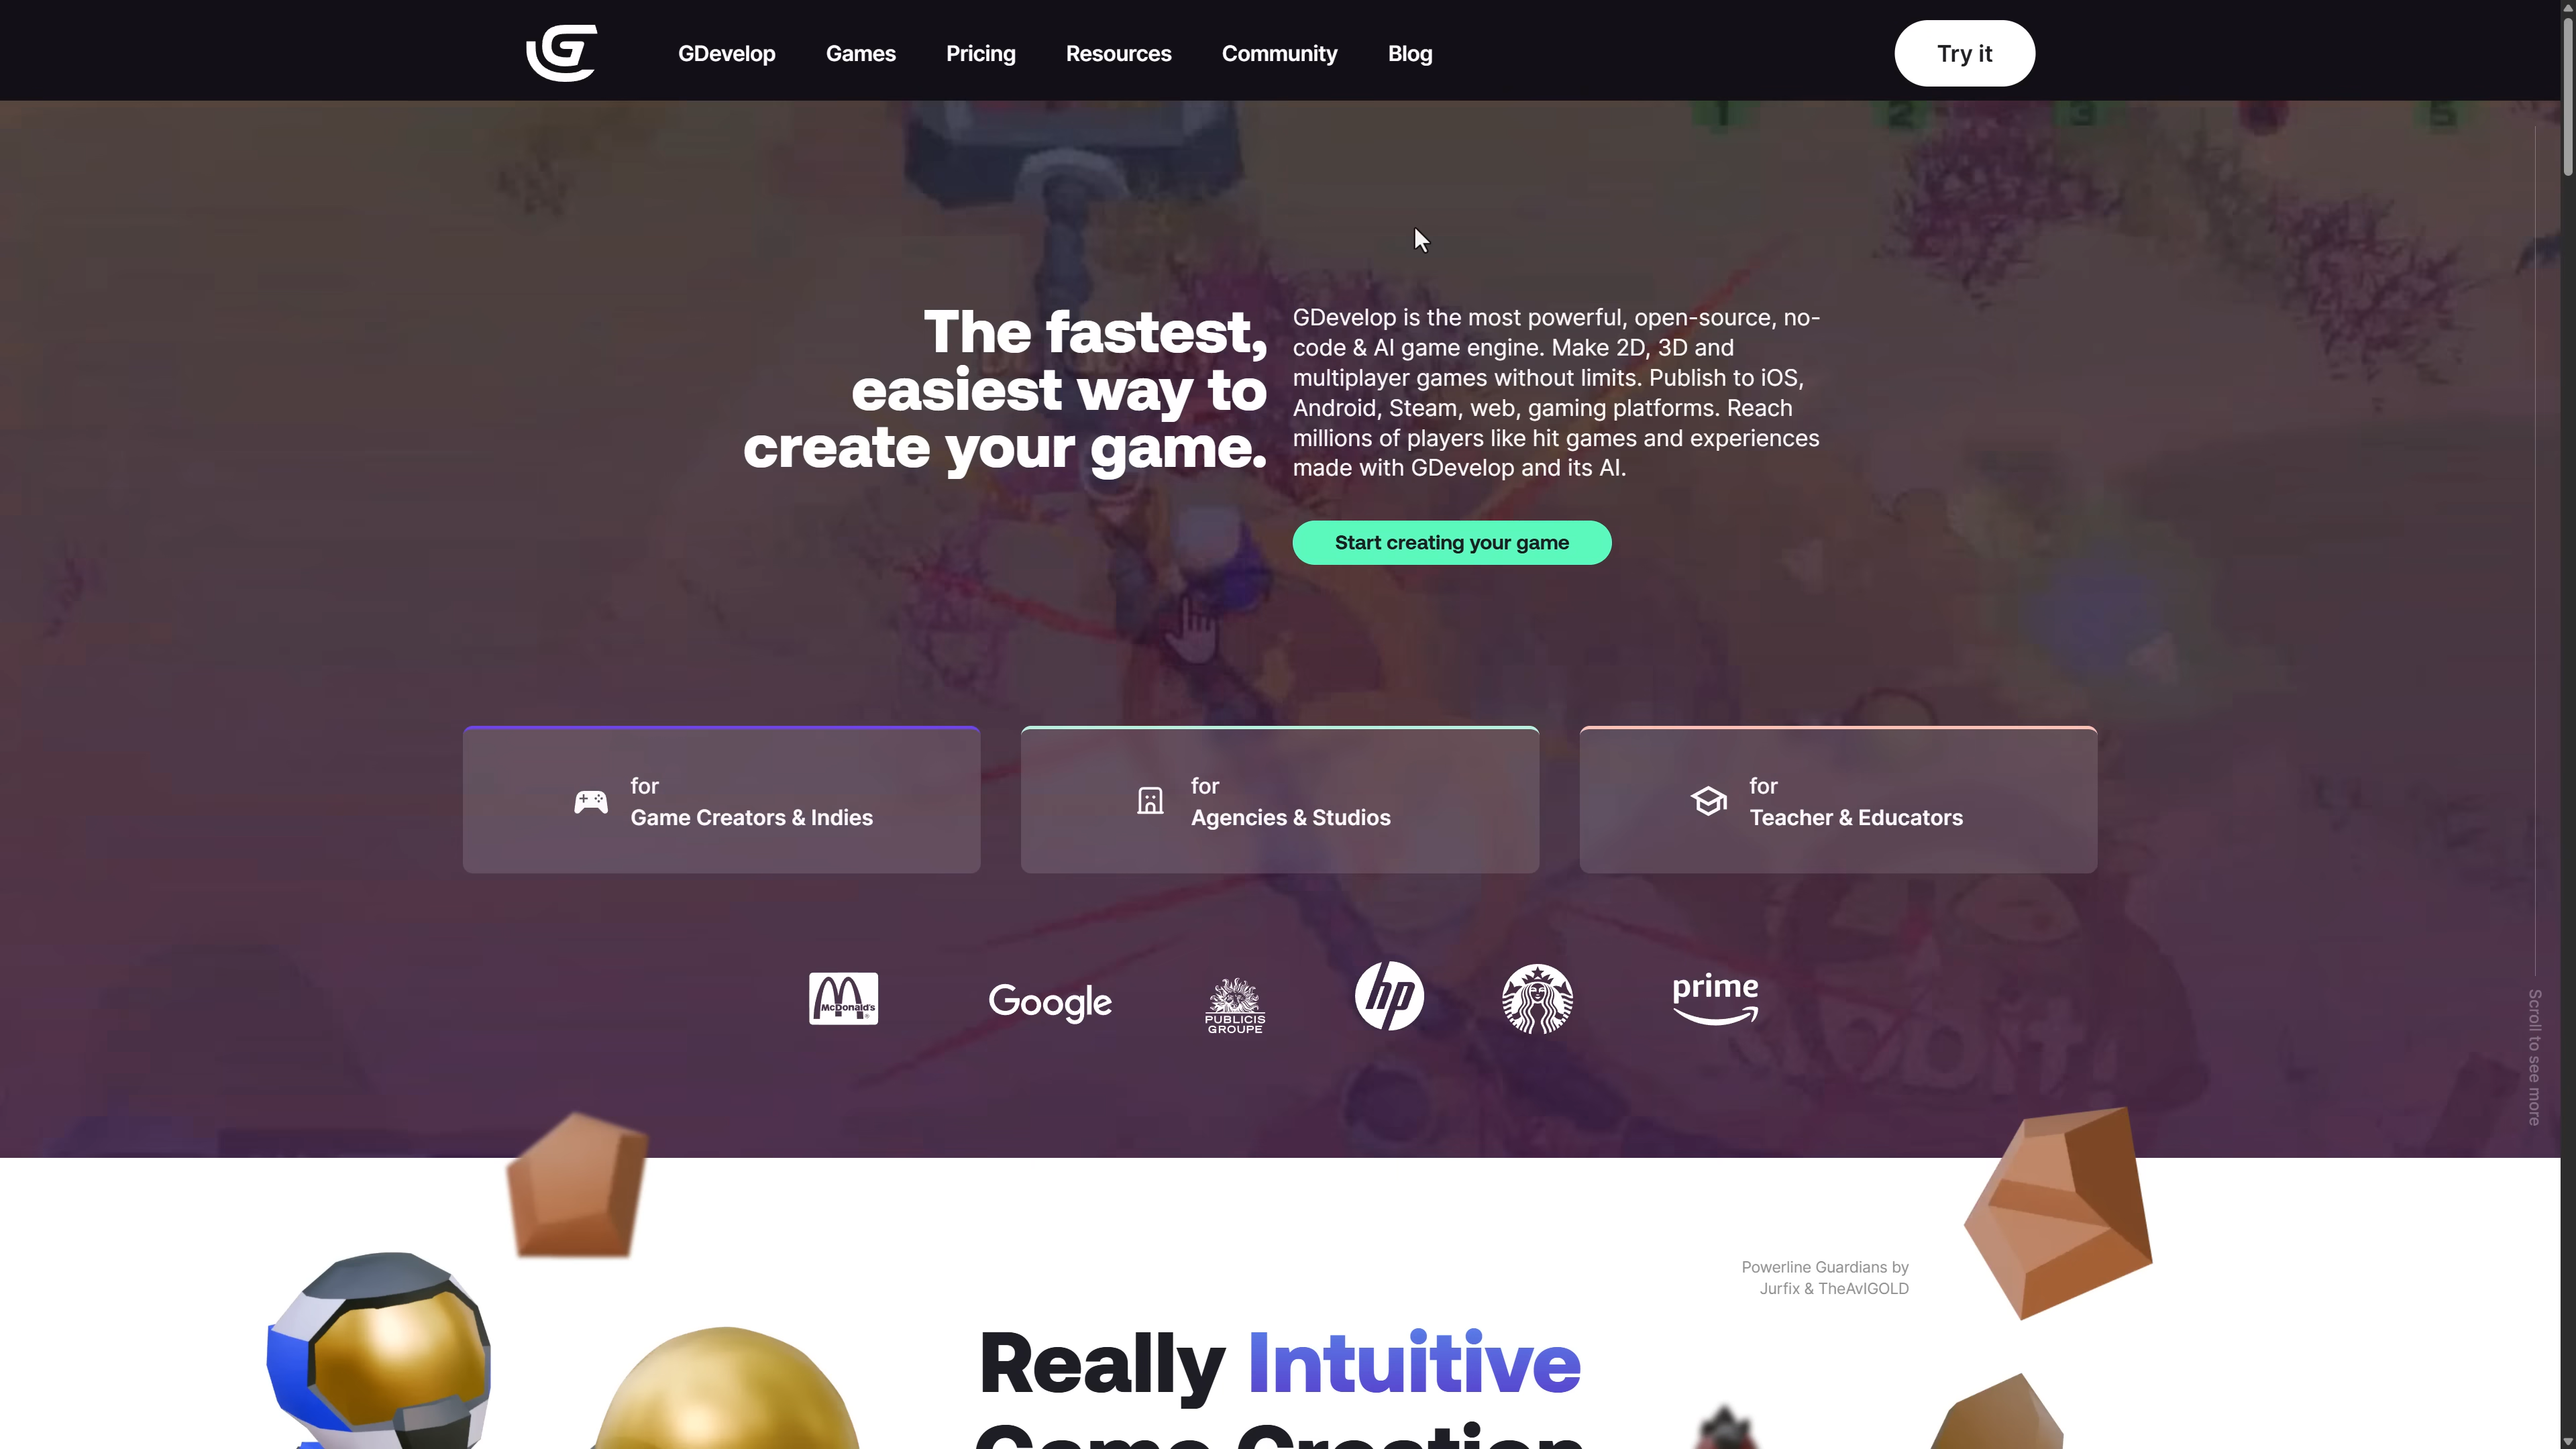 GDevelop
Games
Pricing
Resources
Community
Blog
Try it
1
2
3
5
The fastest,
easiest way to
create your game.
GDevelop is the most powerful, open-source, no-
code & AI game engine. Make 2D, 3D and
multiplayer games without limits. Publish to iOS,
Android, Steam, web, gaming platforms. Reach
millions of players like hit games and experiences
made with GDevelop and its AI.
Start creating your game
for
Game Creators & Indies
for
Agencies & Studios
for
Teacher & Educators
McDonald's
Google
PUBLICIS
GROUPE
hp
prime
Scroll to see more
Powerline Guardians by
Jurfix & TheAvIGOLD
Really Intuitive
Game Creation